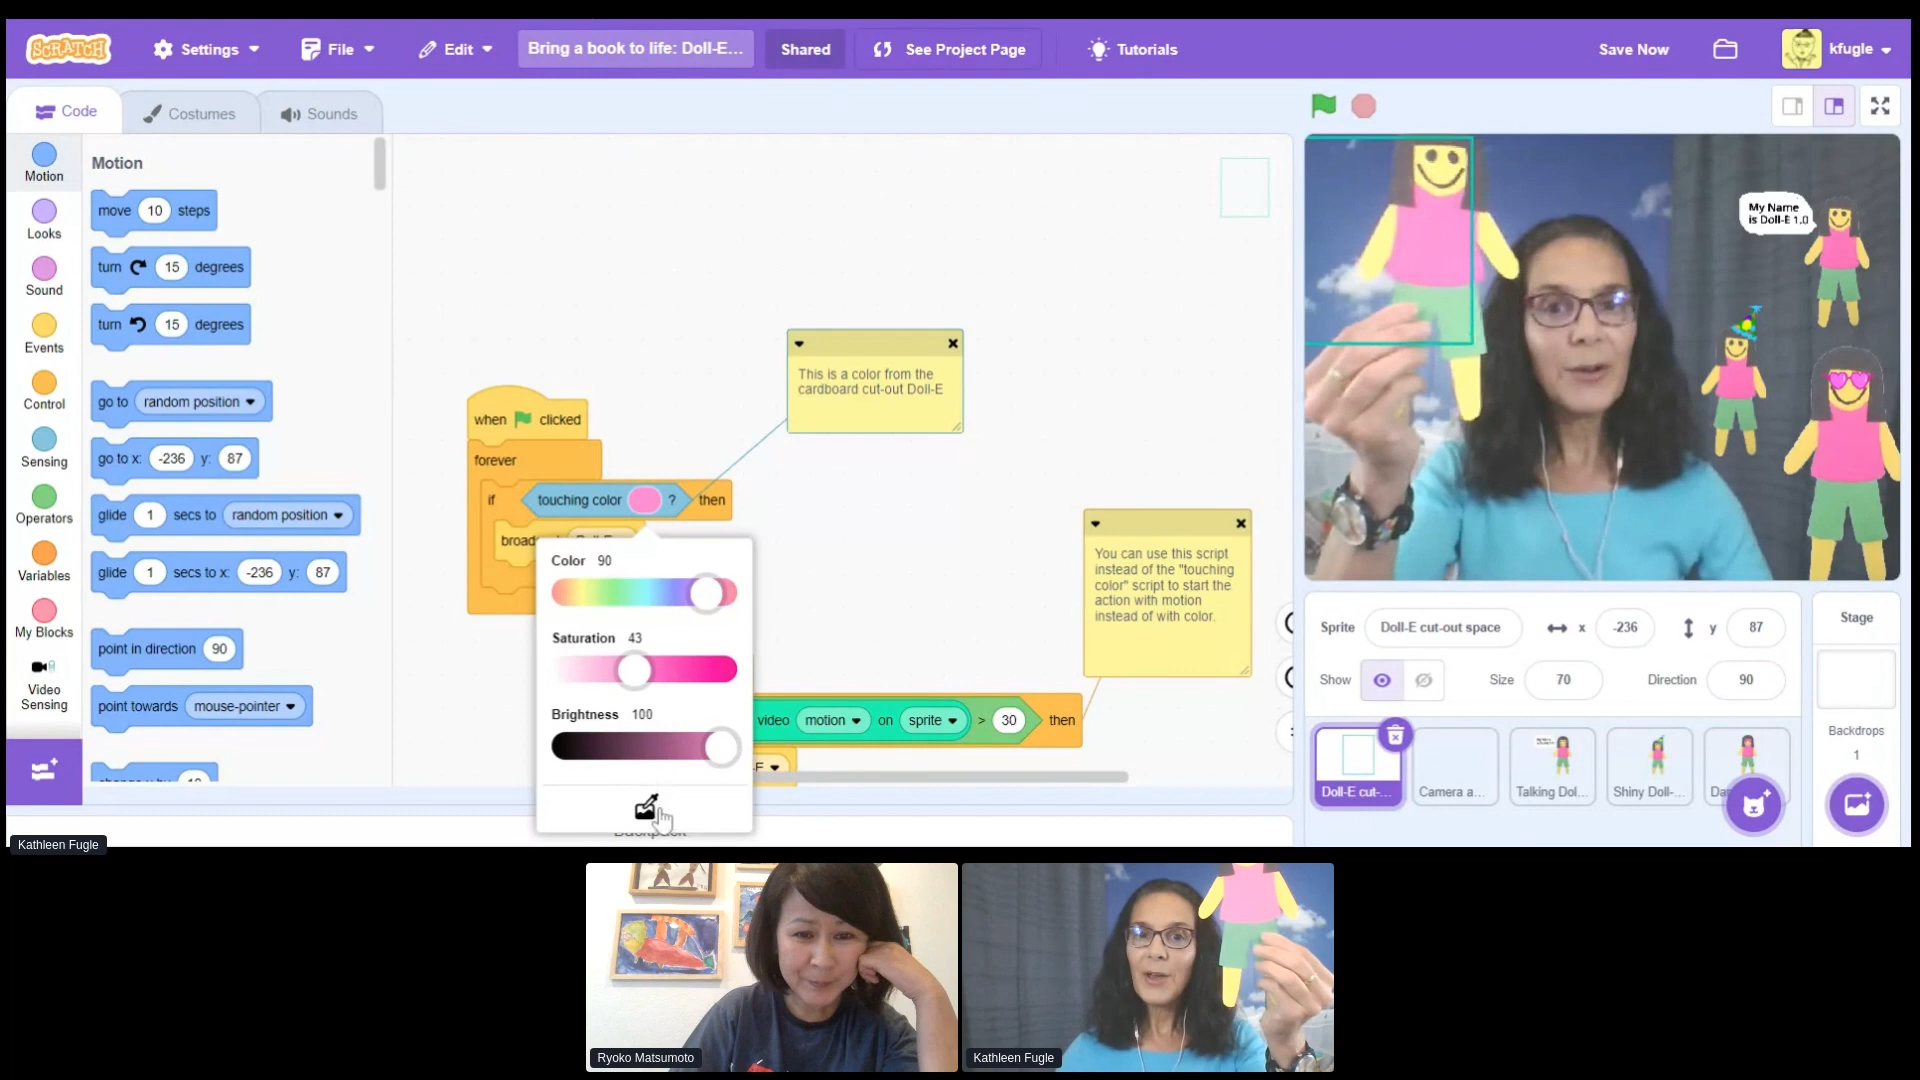 SCRATCH
Settings
File
Edit
Bring a book to life: Doll-E...
Shared
See Project Page
Tutorials
Save Now
kfugle
Code
Costumes
Sounds
Motion
Looks
Sound
Events
Control
Sensing
Operators
Variables
My Blocks
Video
Sensing
Motion
move 10 steps
turn 15 degrees
turn 15 degrees
go to random position
go to x: -236 y: 87
glide 1 secs to random position
glide 1 secs to x: -236 y: 87
point in direction 90
point towards mouse-pointer
when clicked
forever
if touching color ? then
This is a color from the
cardboard cut-out Doll-E
You can use this script
instead of the "touching
color" script to start the
action with motion
instead of with color.
Color 90
Saturation 43
Brightness 100
video motion on sprite > 30 then
My Name
is Doll-E 1.0
Sprite Doll-E cut-out space x -236 y 87
Show Size 70 Direction 90
Doll-E cut-...
Camera a...
Talking Dol...
Shiny Doll-...
Stage
Backdrops
1
Kathleen Fugle
Ryoko Matsumoto
Kathleen Fugle